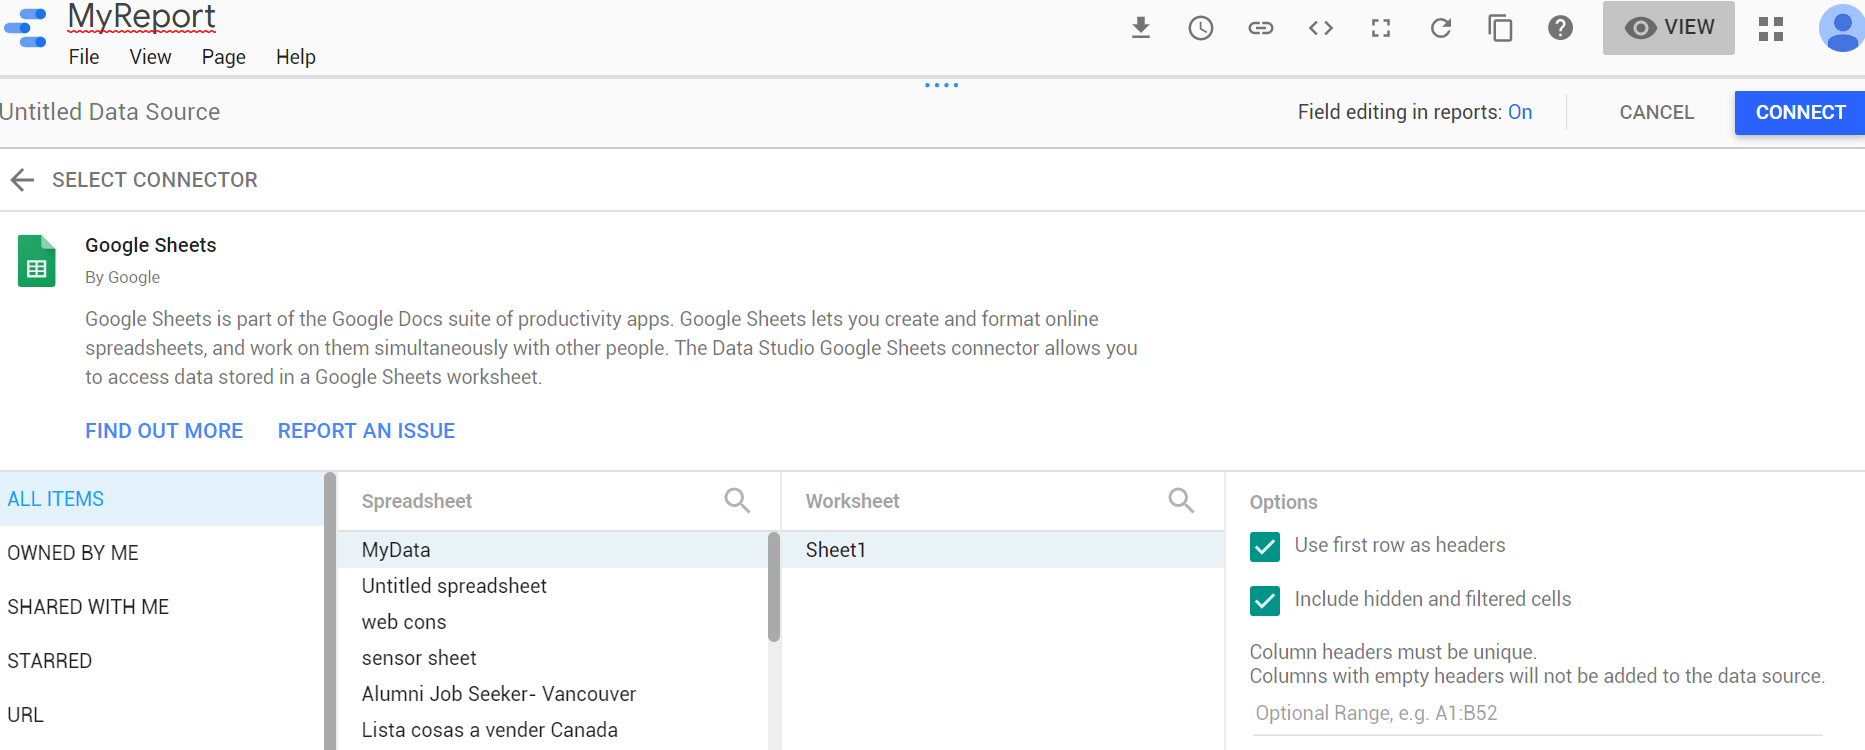 MyReport
File View Page Help
VIEW
Untitled Data Source
Field editing in reports: On
CANCEL
CONNECT
SELECT CONNECTOR
Google Sheets
By Google
Google Sheets is part of the Google Docs suite of productivity apps. Google Sheets lets you create and format online
spreadsheets, and work on them simultaneously with other people. The Data Studio Google Sheets connector allows you
to access data stored in a Google Sheets worksheet.
FIND OUT MORE REPORT AN ISSUE
ALL ITEMS
OWNED BY ME
SHARED WITH ME
STARRED
URL
Spreadsheet
MyData
Untitled spreadsheet
web cons
sensor sheet
Alumni Job Seeker- Vancouver
Lista cosas a vender Canada
Worksheet
Sheet1
Options
Use first row as headers
Include hidden and filtered cells
Column headers must be unique.
Columns with empty headers will not be added to the data source.
Optional Range, e.g. A1:B52